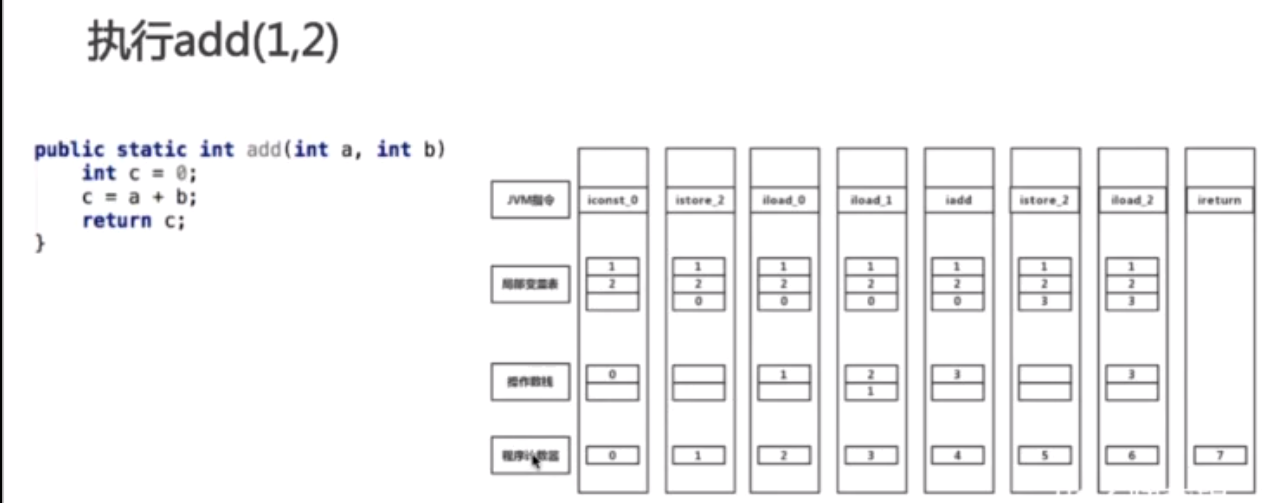 执行add(1,2)
public static int add(int a, int b)
int c = 0;
c = a + b;
return c;
}
JVM指令 iconst_0 istore_2 iload_0 iload_1 iadd istore_2 iload_2 ireturn
局部变量表 1 1 1 1 1 1 1
2 2 2 2 2 2 2
0 0 0 0 3 3
操作数栈 0 1 2 3 3
1
程序计数器 0 1 2 3 4 5 6 7